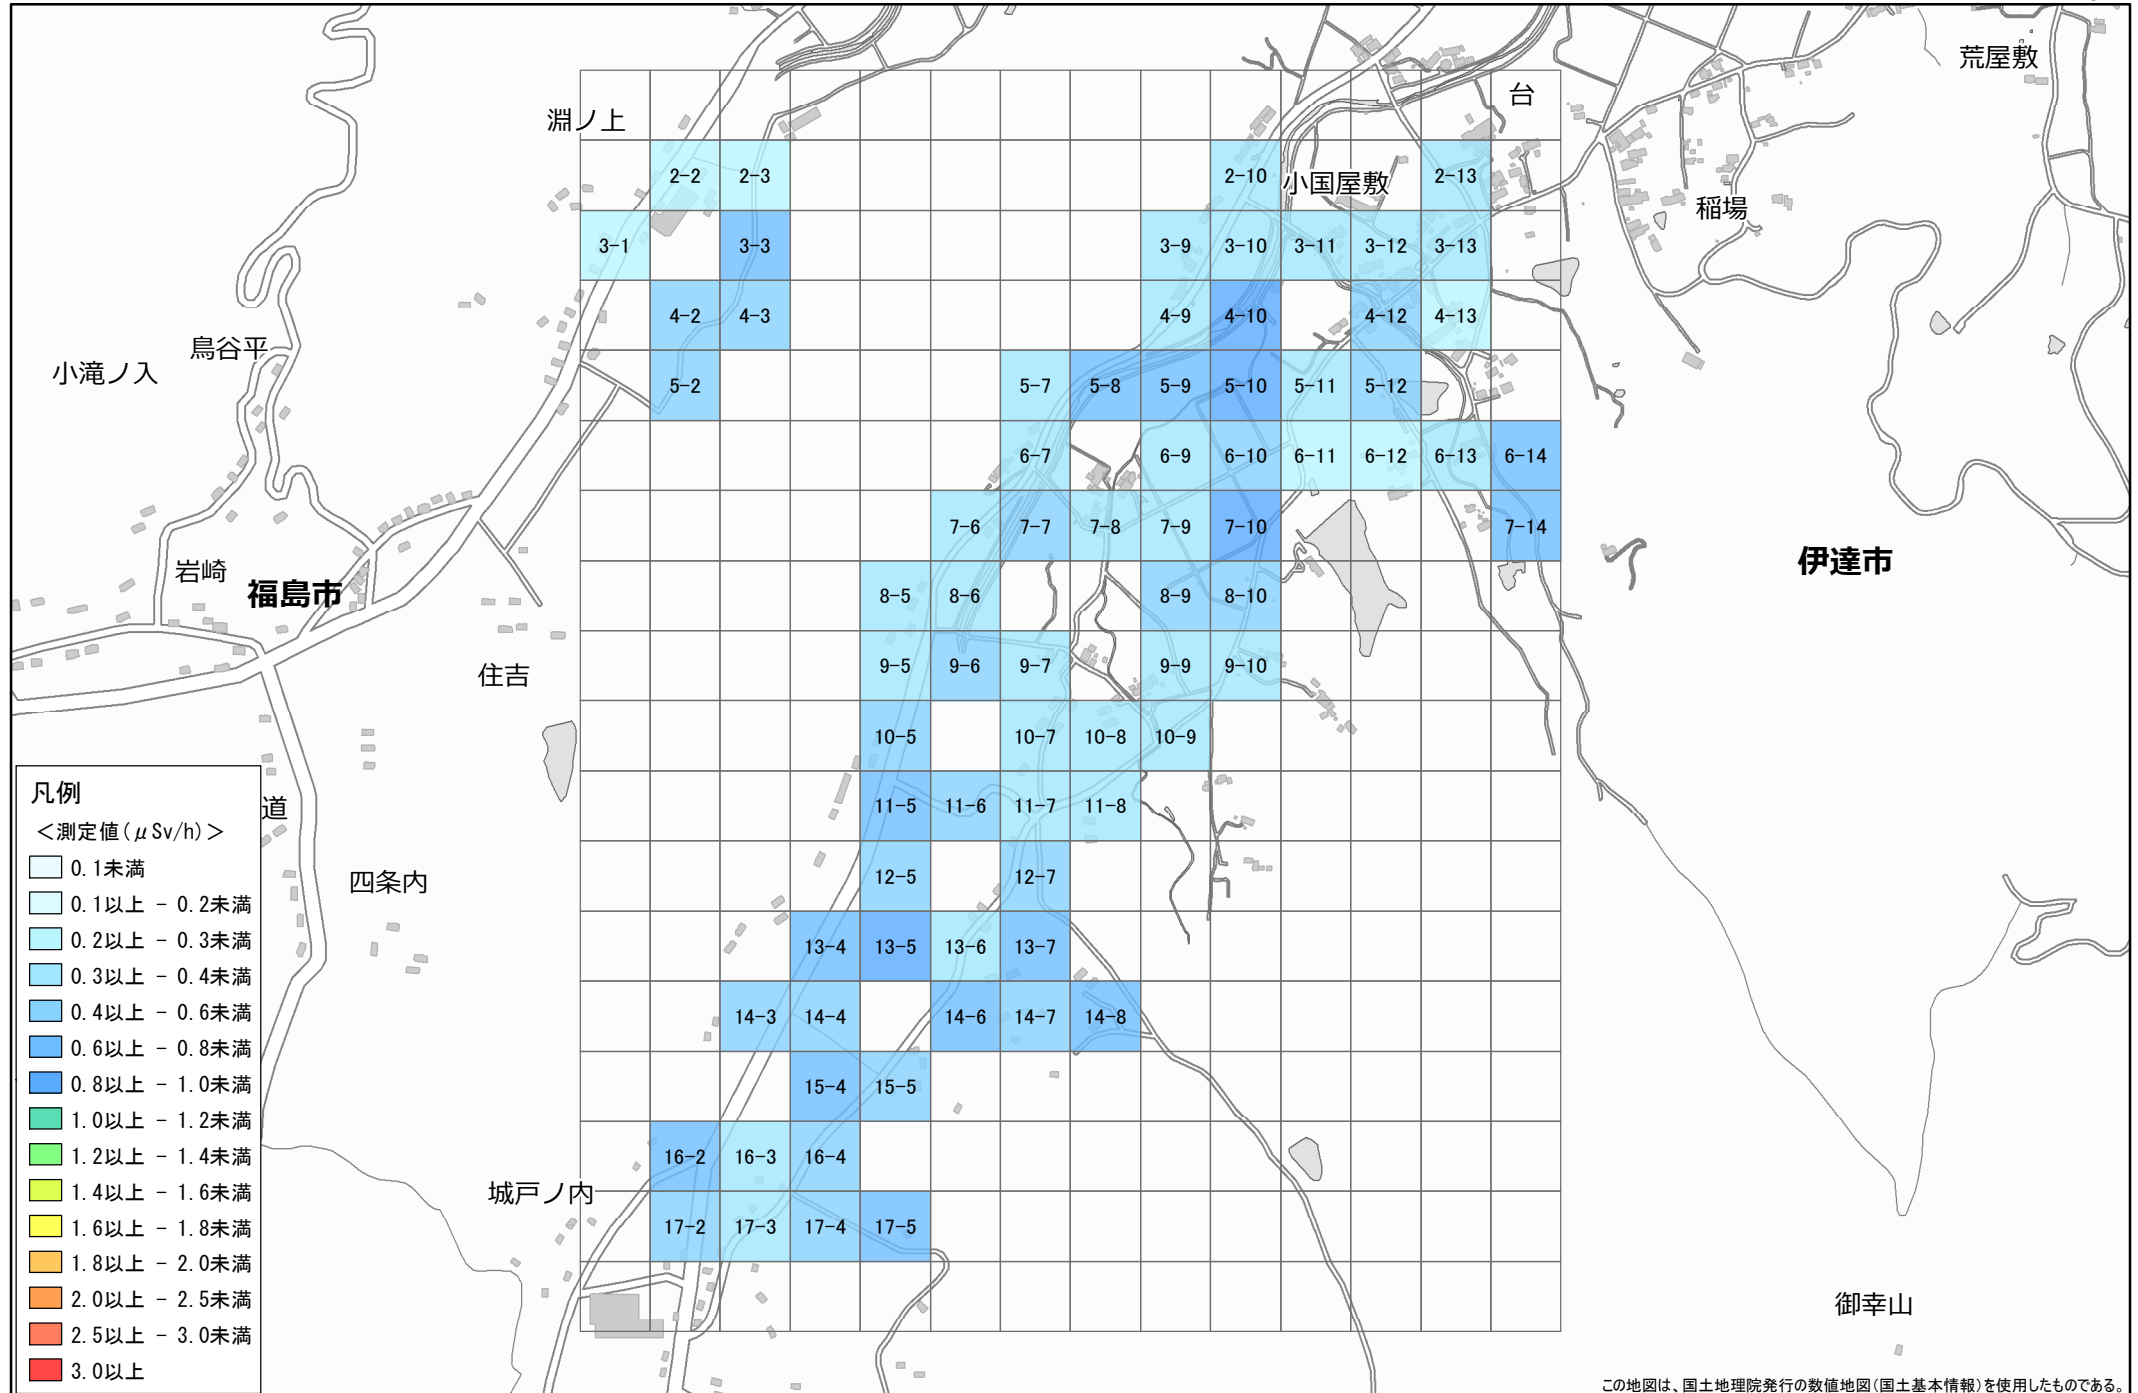 荒屋敷
台
淵ノ上
2-2 2-3 2-10 小国屋敷 2-13
稲場
3-1 3-3 3-9 3-10 3-11 3-12 3-13
4-2 4-3 4-9 4-10 4-12 4-13
鳥谷平
小滝ノ入
5-2 5-7 5-8 5-9 5-10 5-11 5-12
6-7 6-9 6-10 6-11 6-12 6-13 6-14
7-6 7-7 7-8 7-9 7-10 7-14
伊達市
岩崎
福島市
8-5 8-6 8-9 8-10
住吉
9-5 9-6 9-7 9-9 9-10
10-5 10-7 10-8 10-9
道
11-5 11-6 11-7 11-8
四条内
12-5 12-7
13-4 13-5 13-6 13-7
14-3 14-4 14-6 14-7 14-8
15-4 15-5
16-2 16-3 16-4
城戸ノ内
17-2 17-3 17-4 17-5
御幸山
凡例
＜測定値(μSv/h)＞
0.1未満
0.1以上 - 0.2未満
0.2以上 - 0.3未満
0.3以上 - 0.4未満
0.4以上 - 0.6未満
0.6以上 - 0.8未満
0.8以上 - 1.0未満
1.0以上 - 1.2未満
1.2以上 - 1.4未満
1.4以上 - 1.6未満
1.6以上 - 1.8未満
1.8以上 - 2.0未満
2.0以上 - 2.5未満
2.5以上 - 3.0未満
3.0以上
この地図は、国土地理院発行の数値地図(国土基本情報)を使用したものである。